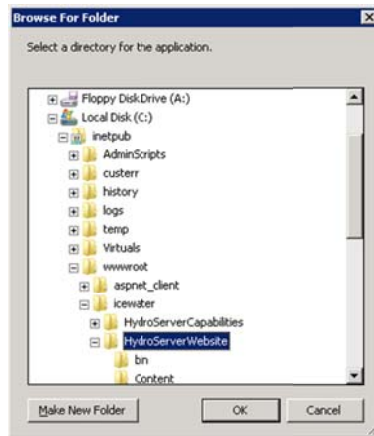 Browse For Folder
Select a directory for the application.
Floppy DiskDrive (A:)
Local Disk (C:)
inetpub
AdminScripts
custerr
history
logs
temp
Virtuals
wwwroot
aspnet_client
icewater
HydroServerCapabilities
HydroServerWebsite
bn
Content
Make New Folder
OK
Cancel